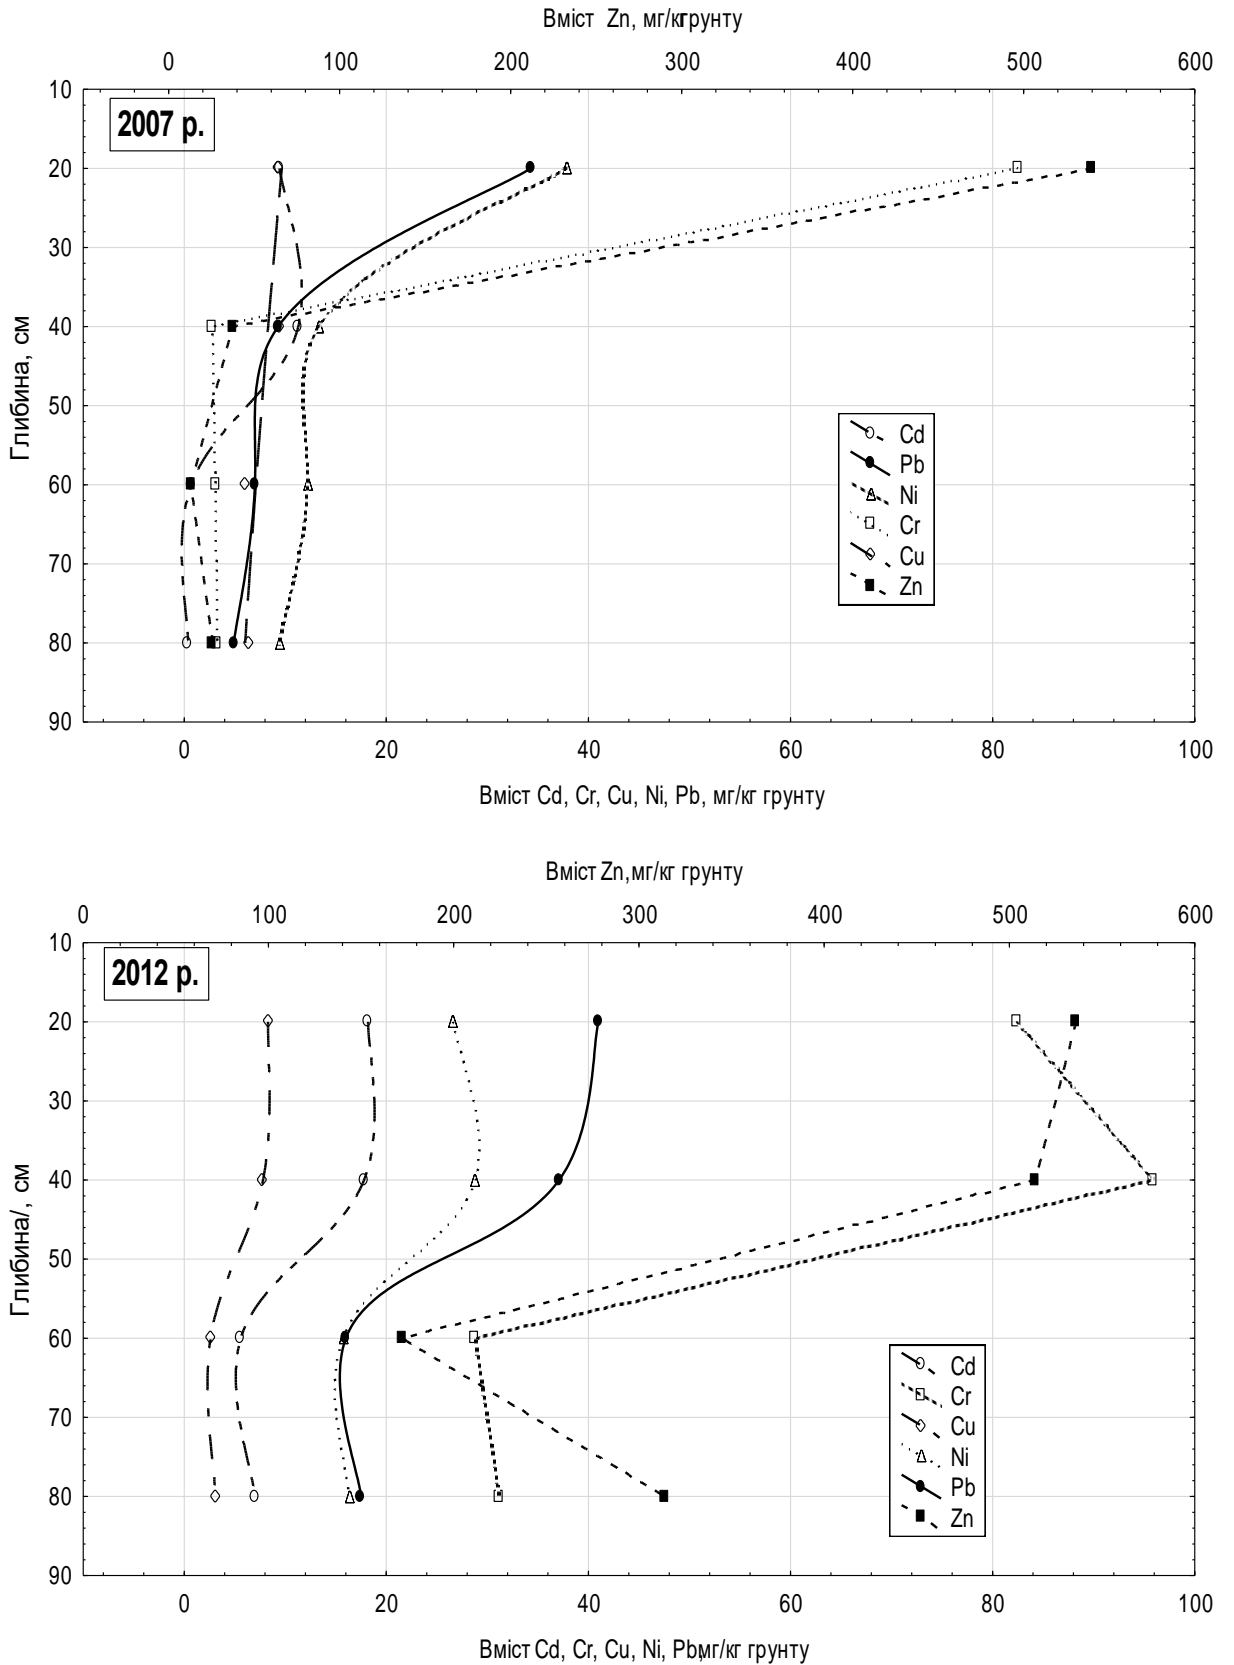 Вміст Zn, мг/кгрунту
0 100 200 300 400 500 600
10
2007 р.
20
30
40
50
60
70
80
90
Глибина, см
Cd
Pb
Ni
Cr
Cu
Zn
0 20 40 60 80 100
Вміст Cd, Cr, Cu, Ni, Pb, мг/кг грунту
Вміст Zn, мг/кг грунту
0 100 200 300 400 500 600
10
2012 р.
20
30
40
50
60
70
80
90
Глибина/, см
Cd
Cr
Cu
Ni
Pb
Zn
0 20 40 60 80 100
Вміст Cd, Cr, Cu, Ni, Pb,мг/кг грунту